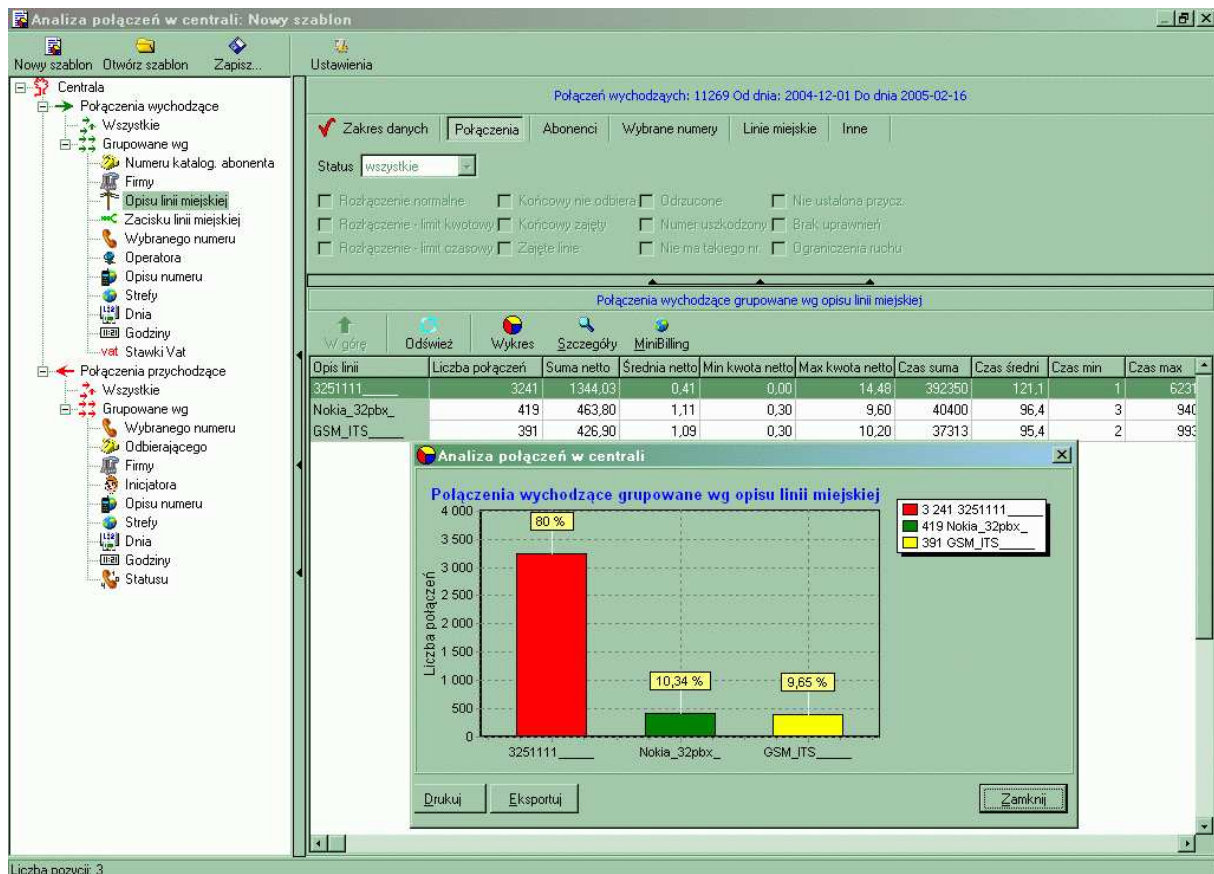 Analiza połączeń w centrali: Nowy szablon
Nowy szablon Otwórz szablon Zapisz... Ustawienia
Centrala
Połączenia wychodzące
Wszystkie
Grupowane wg
Numeru katalog. abonenta
Firmy
Opisu linii miejskiej
Zacisku linii miejskiej
Wybranego numeru
Operatora
Opisu numeru
Strefy
Dnia
Godziny
vat Stawki Vat
Połączenia przychodzące
Wszystkie
Grupowane wg
Wybranego numeru
Odbierającego
Firmy
Inicjatora
Opisu numeru
Strefy
Dnia
Godziny
Statusu
Połączeń wychodzących: 11269 Od dnia: 2004-12-01 Do dnia 2005-02-16
Zakres danych Połączenia Abonenci Wybrane numery Linie miejskie Inne
Status wszystkie
Rozłączenie normalne Końcowy nie odbiera Odrzucone Nie ustalona przycz.
Rozłączenie - limit kwotowy Końcowy zajęty Numer uszkodzony Brak uprawnień
Rozłączenie - limit czasowy Zajęte linie Nie ma takiego nr. Ograniczenia ruchu
Połączenia wychodzące grupowane wg opisu linii miejskiej
W górę Odśwież Wykres Szczegóły MiniBilling
Opis linii Liczba połączeń Suma netto Średnia netto Min kwota netto Max kwota netto Czas suma Czas średni Czas min Czas max
3251111_____ 3241 1344,03 0,41 0,00 14,48 392350 121,1 1 6231
Nokia_32pbx_ 419 463,80 1,11 0,30 9,60 40400 96,4 3 940
GSM_ITS_____ 391 426,90 1,09 0,30 10,20 37313 95,4 2 993
Analiza połączeń w centrali
Połączenia wychodzące grupowane wg opisu linii miejskiej
Liczba połączeń
4 000
3 500
3 000
2 500
2 000
1 500
1 000
500
0
80 %
10,34 %
9,65 %
3251111_____ Nokia_32pbx_ GSM_ITS_____
3 241 3251111_____
419 Nokia_32pbx_
391 GSM_ITS_____
Drukuj Eksportuj Zamknij
Liczba pozycji: 3